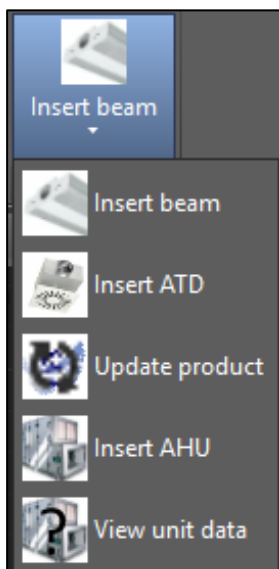 Insert beam
Insert beam
Insert ATD
Update product
Insert AHU
View unit data